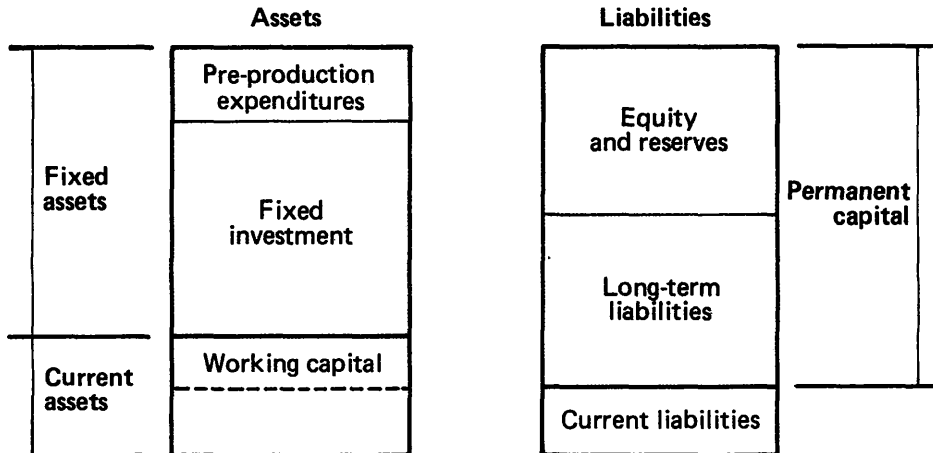 Assets
Liabilities
Pre-production
expenditures
Equity
and reserves
Fixed
assets
Fixed
investment
Permanent
capital
Long-term
liabilities
Working capital
Current
assets
Current liabilities